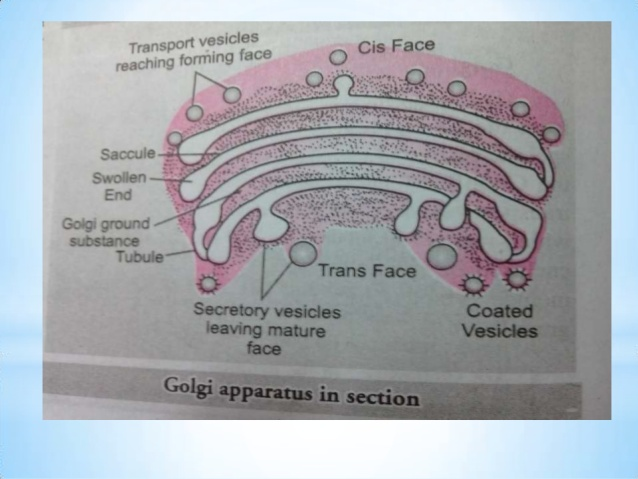 Transport vesicles
reaching forming face
Cis Face
Saccule
Swollen
End
Golgi ground
substance
Tubule
Trans Face
Secretory vesicles
leaving mature
face
Coated
Vesicles
Golgi apparatus in section